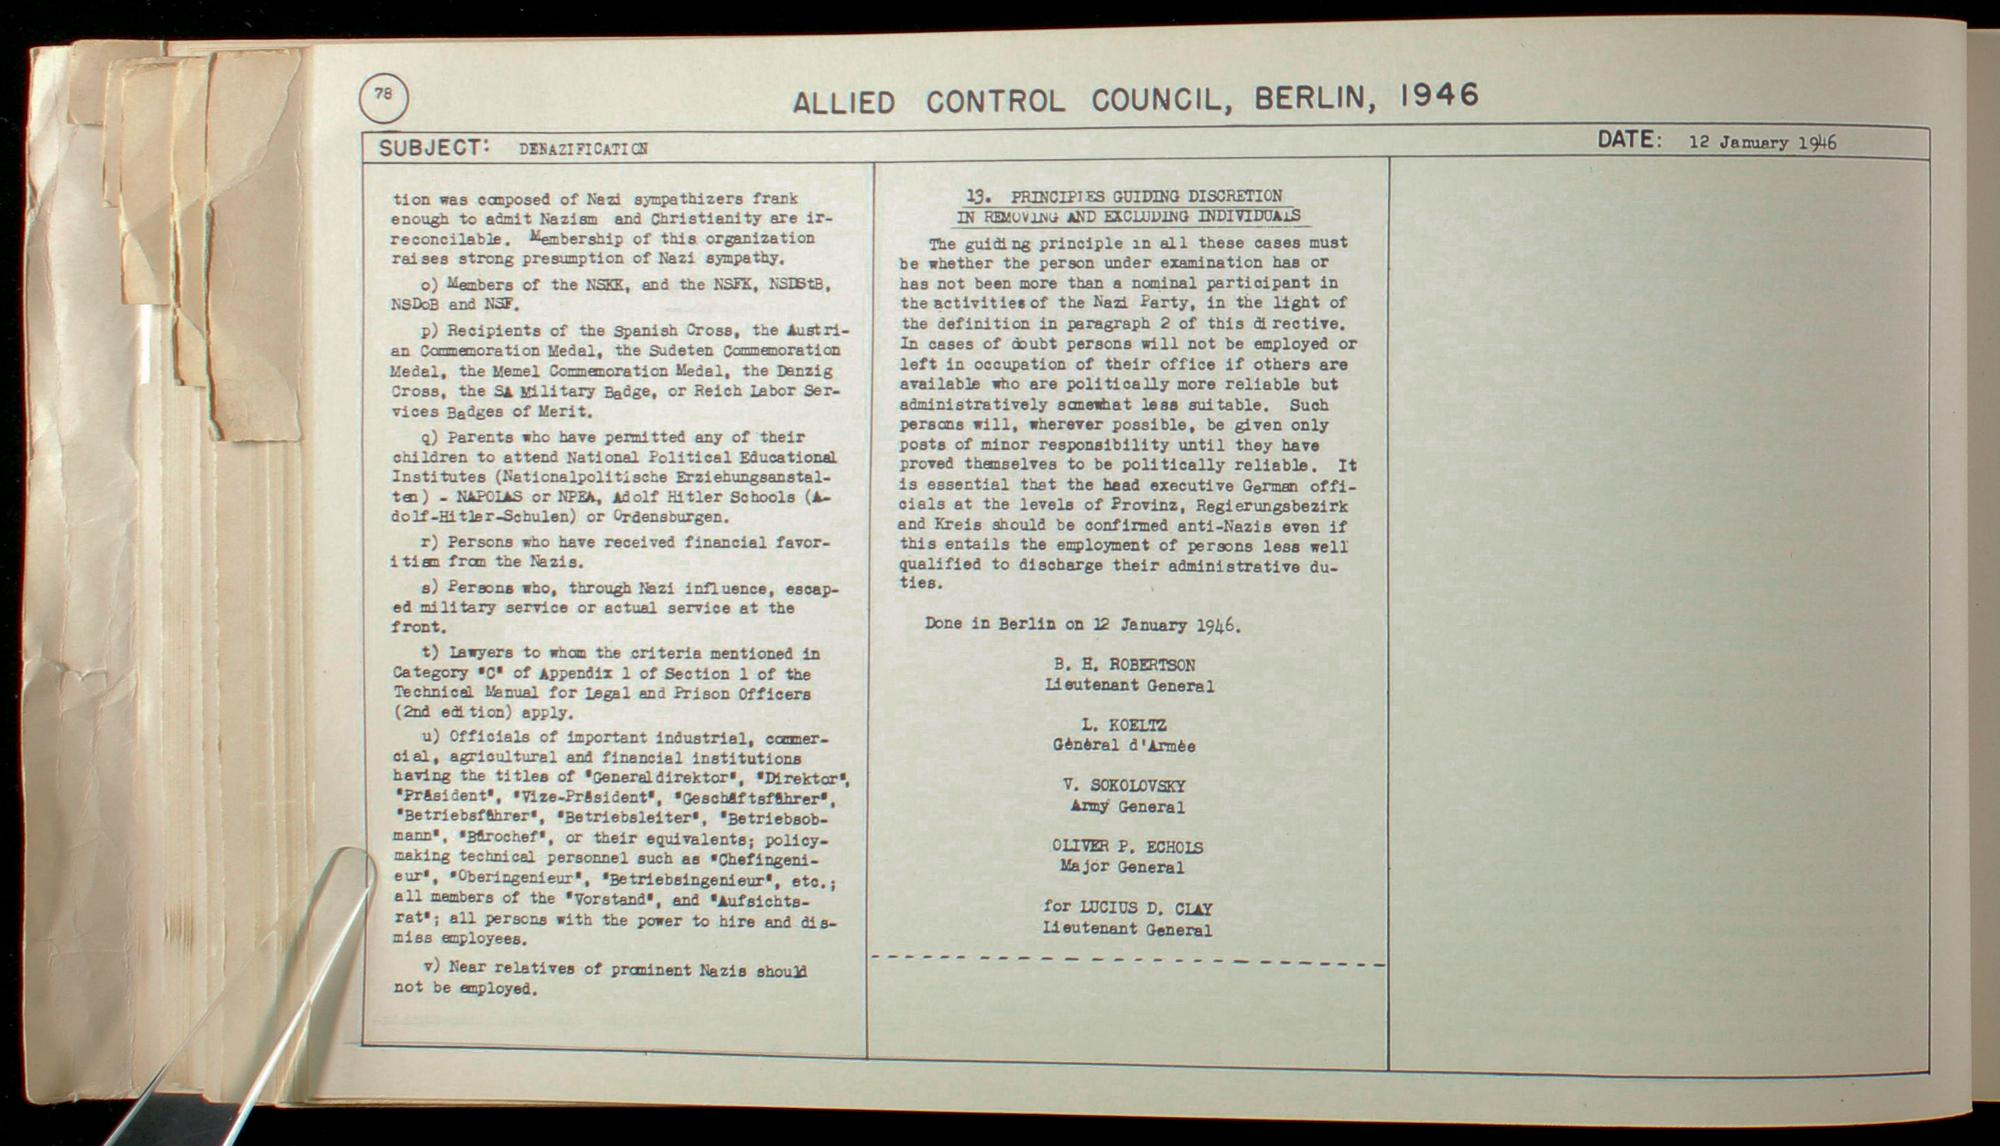 78
ALLIED CONTROL COUNCIL, BERLIN, 1946
SUBJECT: DENAZIFICATION
DATE: 12 January 1946
tion was composed of Nazi sympathizers frank
enough to admit Nazism and Christianity are ir-
reconcilable. Membership of this organization
raises strong presumption of Nazi sympathy.
o) Members of the NSKK, and the NSFK, NSDStB,
NSDoB and NSF.
p) Recipients of the Spanish Cross, the Austri-
an Commemoration Medal, the Sudeten Commemoration
Medal, the Memel Commemoration Medal, the Danzig
Cross, the SA Military Badge, or Reich Labor Ser-
vices Badges of Merit.
q) Parents who have permitted any of their
children to attend National Political Educational
Institutes (Nationalpolitische Erziehungsanstal-
ten) - NAPOLAS or NPEA, Adolf Hitler Schools (A-
dolf-Hitler-Schulen) or Ordensburgen.
r) Persons who have received financial favor-
itism from the Nazis.
s) Persons who, through Nazi influence, escap-
ed military service or actual service at the
front.
t) Lawyers to whom the criteria mentioned in
Category "C" of Appendix 1 of Section 1 of the
Technical Manual for Legal and Prison Officers
(2nd edition) apply.
u) Officials of important industrial, commer-
cial, agricultural and financial institutions
having the titles of "Generaldirektor", "Direktor",
"Präsident", "Vize-Präsident", "Geschäftsführer",
"Betriebsführer", "Betriebsleiter", "Betriebsob-
mann", "Bürochef", or their equivalents; policy-
making technical personnel such as "Chefingeni-
eur", "Oberingenieur", "Betriebsingenieur", etc.;
all members of the "Vorstand", and "Aufsichts-
rat"; all persons with the power to hire and dis-
miss employees.
v) Near relatives of prominent Nazis should
not be employed.
13. PRINCIPLES GUIDING DISCRETION
IN REMOVING AND EXCLUDING INDIVIDUALS
The guiding principle in all these cases must
be whether the person under examination has or
has not been more than a nominal participant in
the activities of the Nazi Party, in the light of
the definition in paragraph 2 of this directive.
In cases of doubt persons will not be employed or
left in occupation of their office if others are
available who are politically more reliable but
administratively somewhat less suitable. Such
persons will, wherever possible, be given only
posts of minor responsibility until they have
proved themselves to be politically reliable. It
is essential that the head executive German offi-
cials at the levels of Provinz, Regierungsbezirk
and Kreis should be confirmed anti-Nazis even if
this entails the employment of persons less well
qualified to discharge their administrative du-
ties.
Done in Berlin on 12 January 1946.
B. H. ROBERTSON
Lieutenant General
L. KOELTZ
Général d'Armée
V. SOKOLOVSKY
Army General
OLIVER P. ECHOLS
Major General
for LUCIUS D. CLAY
Lieutenant General